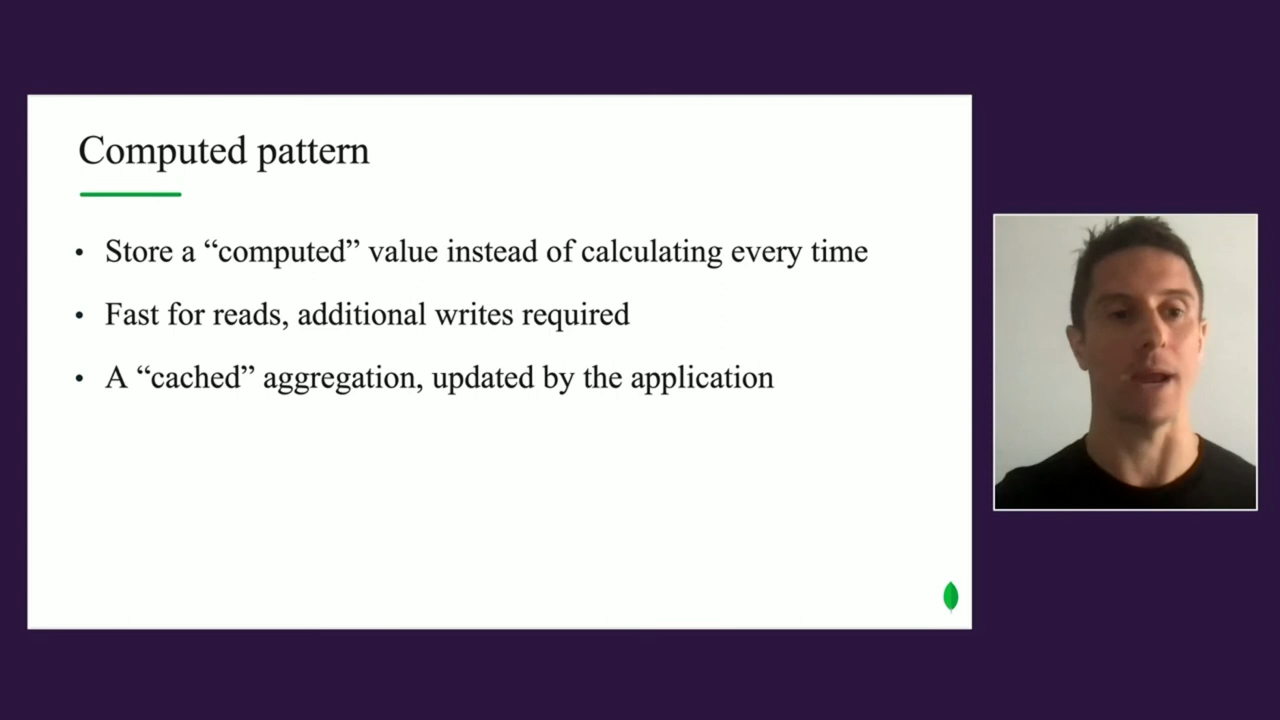 Computed pattern
• Store a “computed” value instead of calculating every time
• Fast for reads, additional writes required
• A “cached” aggregation, updated by the application